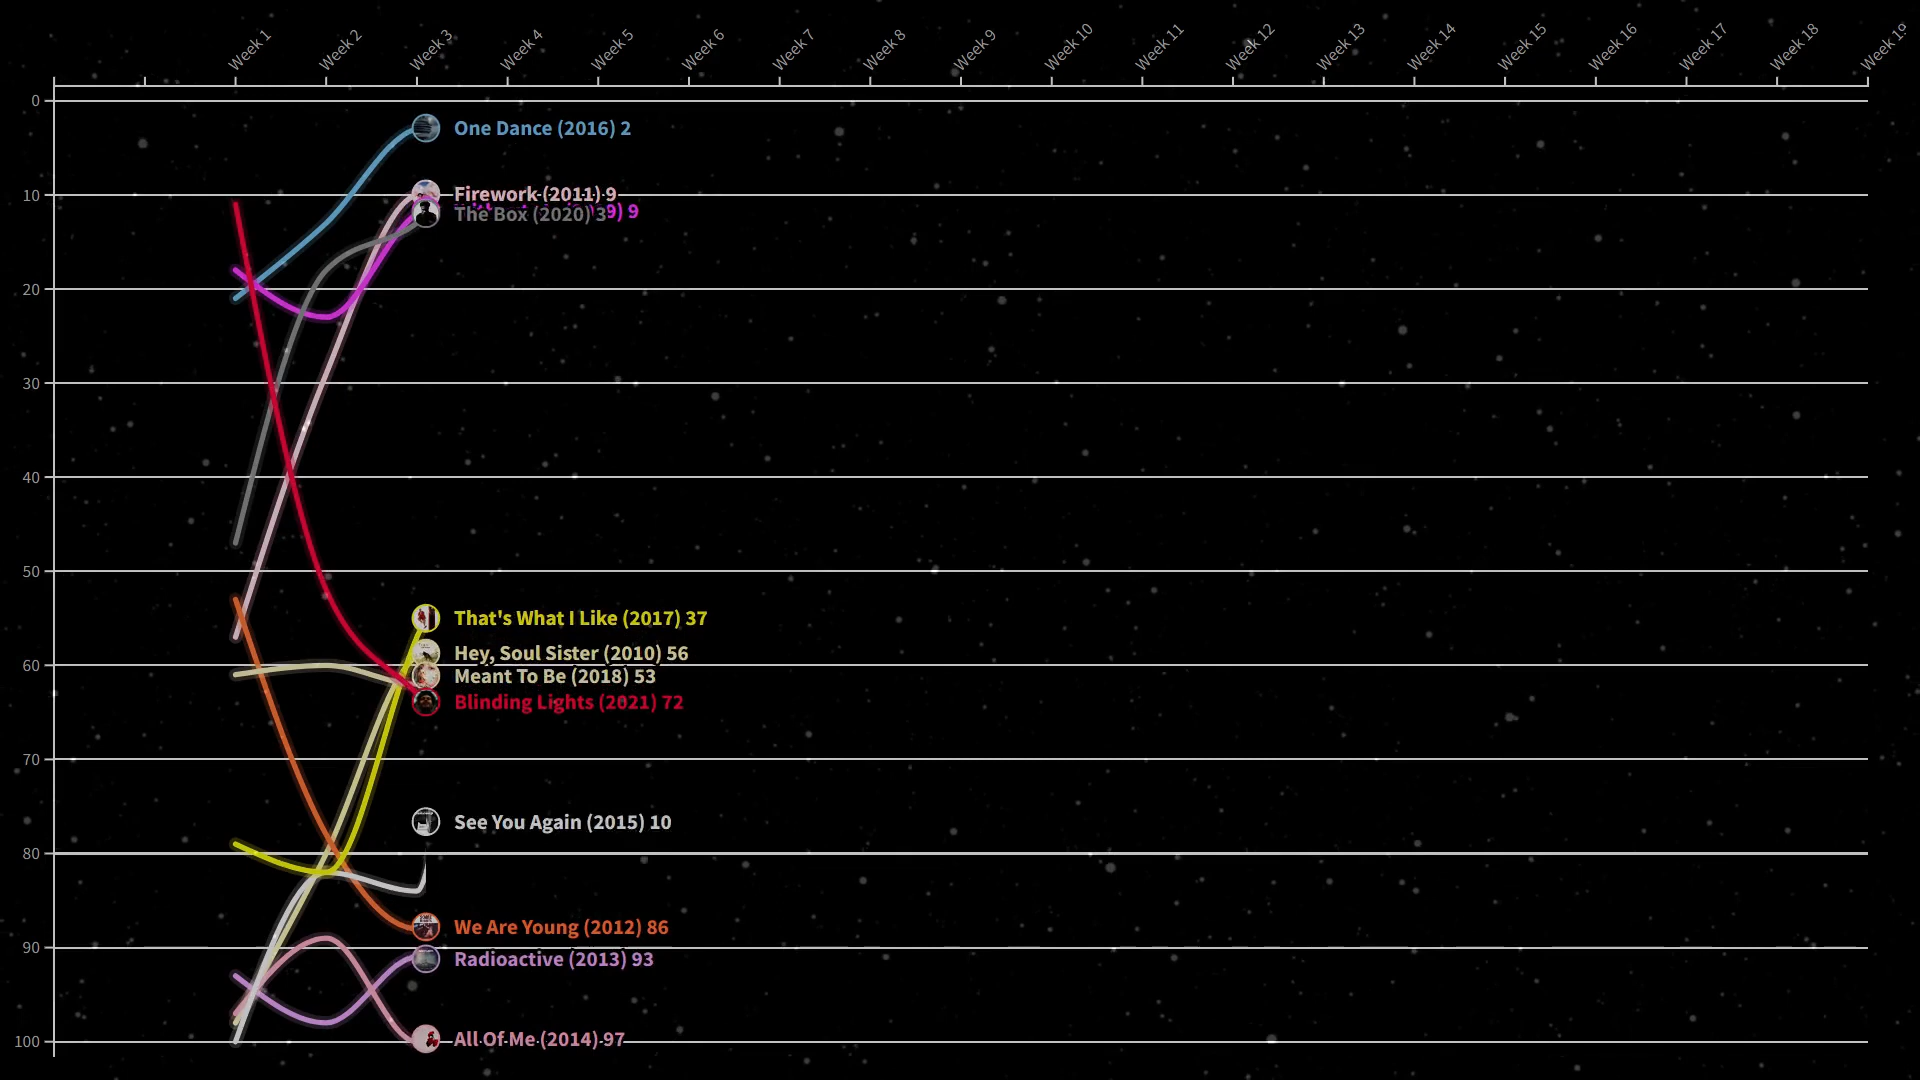 Week 1
Week 2
Week 3
Week 4
Week 5
Week 6
Week 7
Week 8
Week 9
Week 10
Week 11
Week 12
Week 13
Week 14
Week 15
Week 16
Week 17
Week 18
Week 19
0
One Dance (2016) 2
10
Firework (2011) 9
9) 9
The Box (2020) 3
20
30
40
50
That's What I Like (2017) 37
Hey, Soul Sister (2010) 56
60
Meant To Be (2018) 53
Blinding Lights (2021) 72
70
See You Again (2015) 10
80
We Are Young (2012) 86
90
Radioactive (2013) 93
100
All Of Me (2014) 97